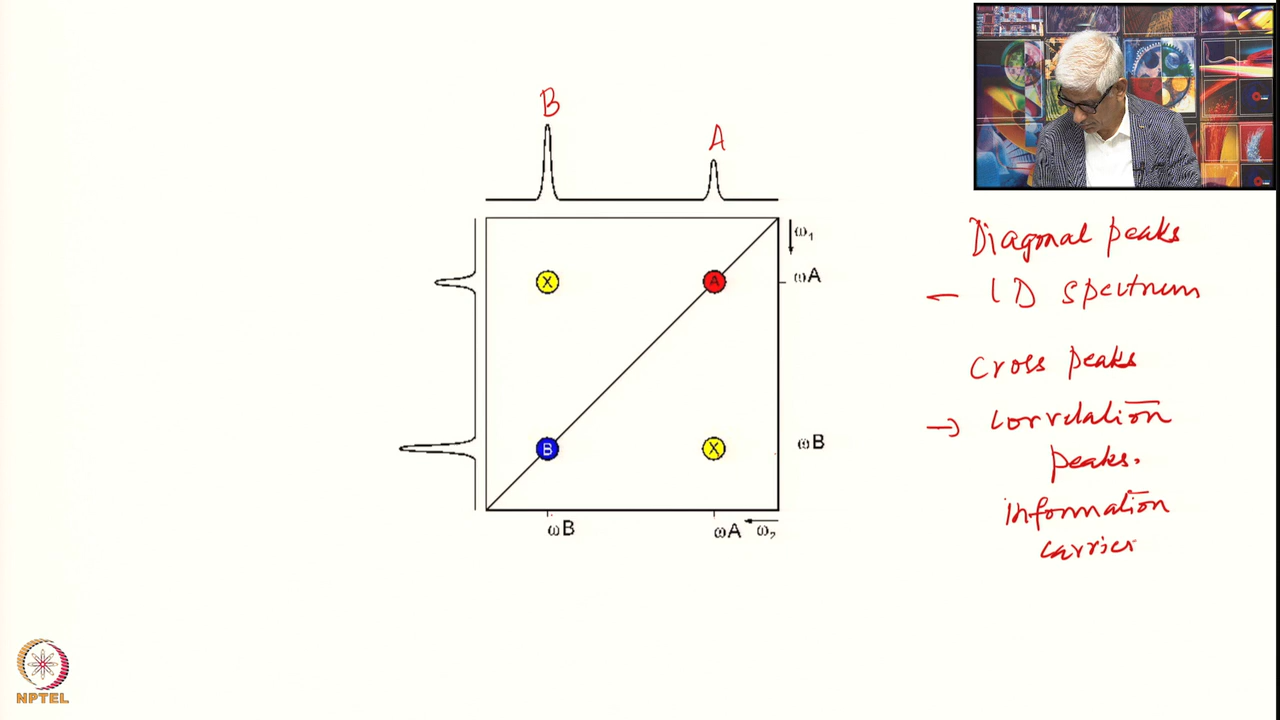 B
A
ω1
X
A
ωA
B
X
ωB
ωB
ωA
ω2
Diagonal peaks
– 1D spectrum
Cross peaks
→ Correlation
peaks.
information
carrier
NPTEL